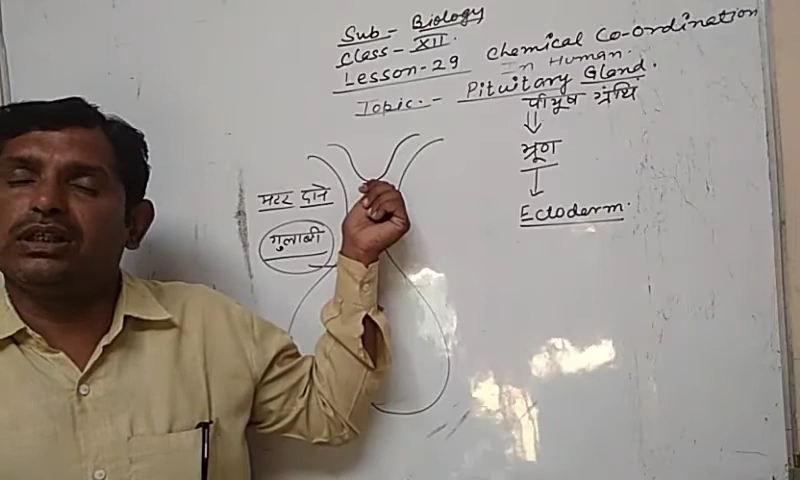 Sub - Biology
Class - XII.
Lesson-29 Chemical Co-ordination
In Human.
Topic. - Pituitary Gland.
पीयूष ग्रंथि
भ्रूण
Ectoderm.
मटर दाने
गुलाबी